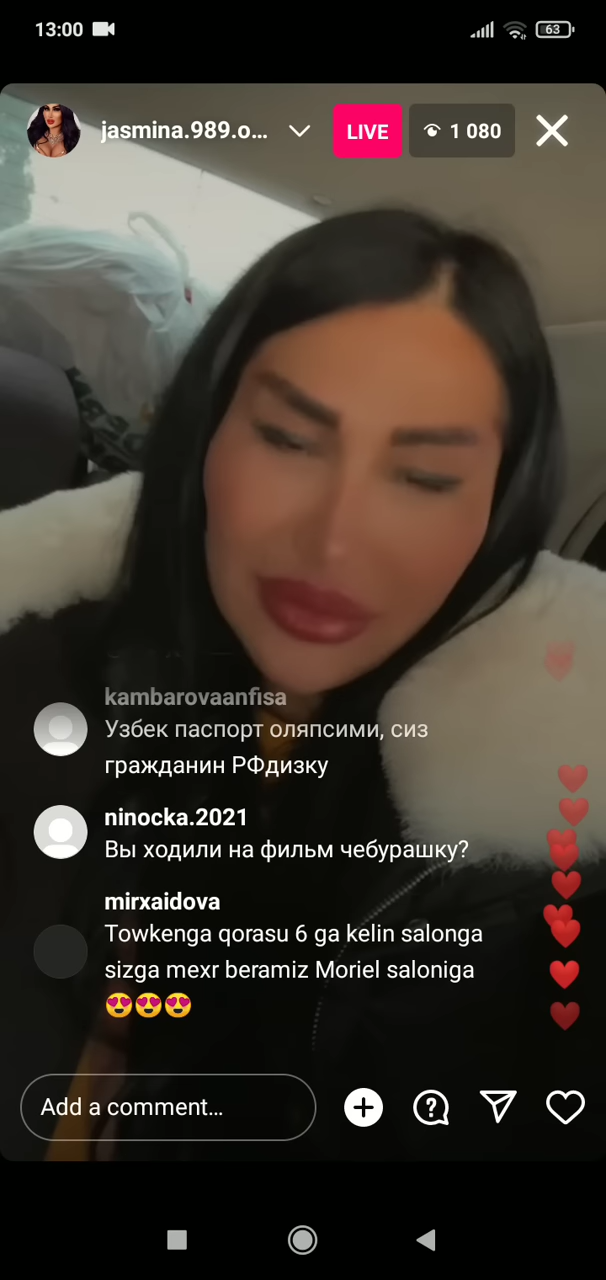 13:00
63
jasmina.989.o...
LIVE
1 080
kambarovaanfisa
Узбек паспорт оляпсими, сиз
гражданин РФдизку
ninocka.2021
Вы ходили на фильм чебурашку?
mirxaidova
Towkenga qorasu 6 ga kelin salonga
sizga mexr beramiz Moriel saloniga
😍😍😍
Add a comment...